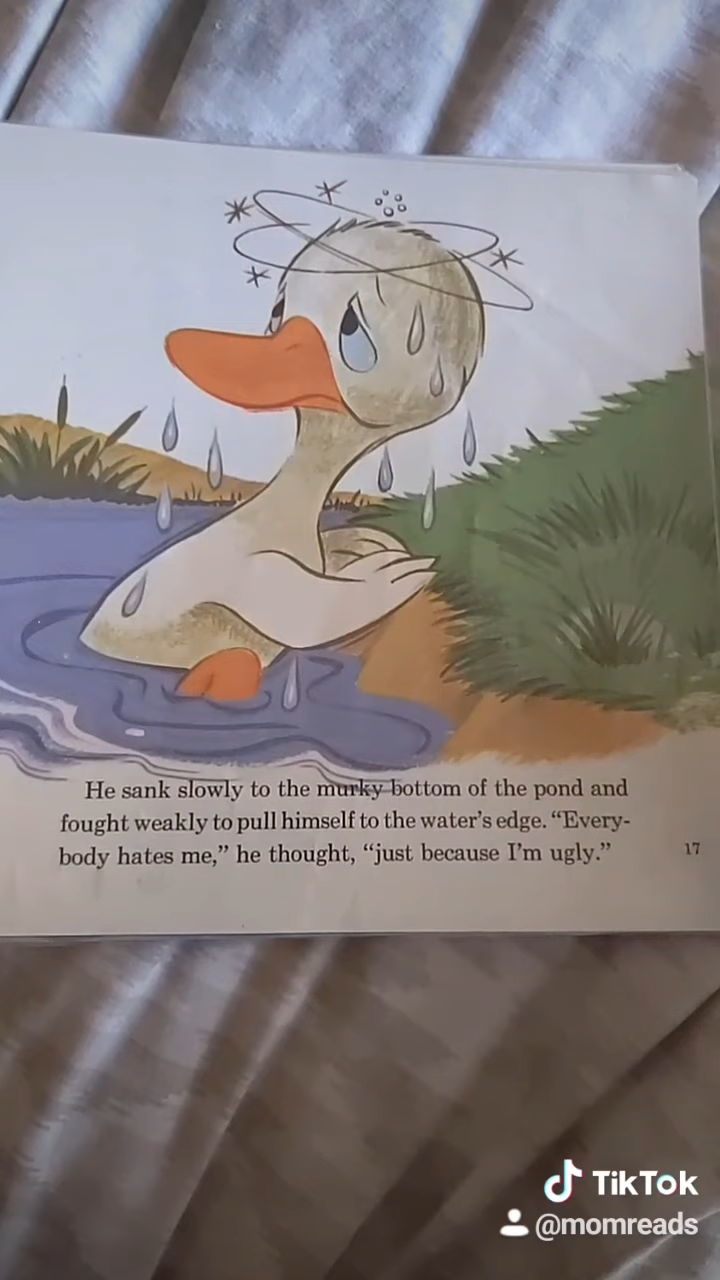 He sank slowly to the murky bottom of the pond and
fought weakly to pull himself to the water's edge. “Every-
body hates me,” he thought, “just because I'm ugly.”
17
TikTok
@momreads